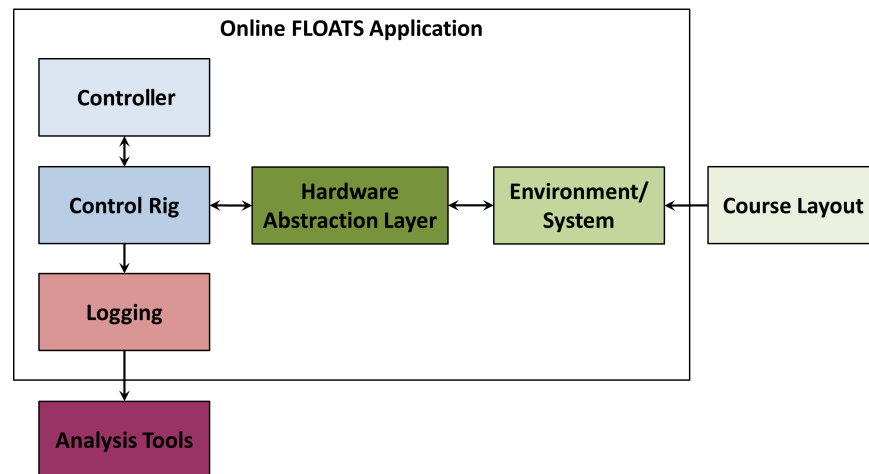 Online FLOATS Application
Controller
Control Rig
Hardware
Abstraction Layer
Environment/
System
Course Layout
Logging
Analysis Tools